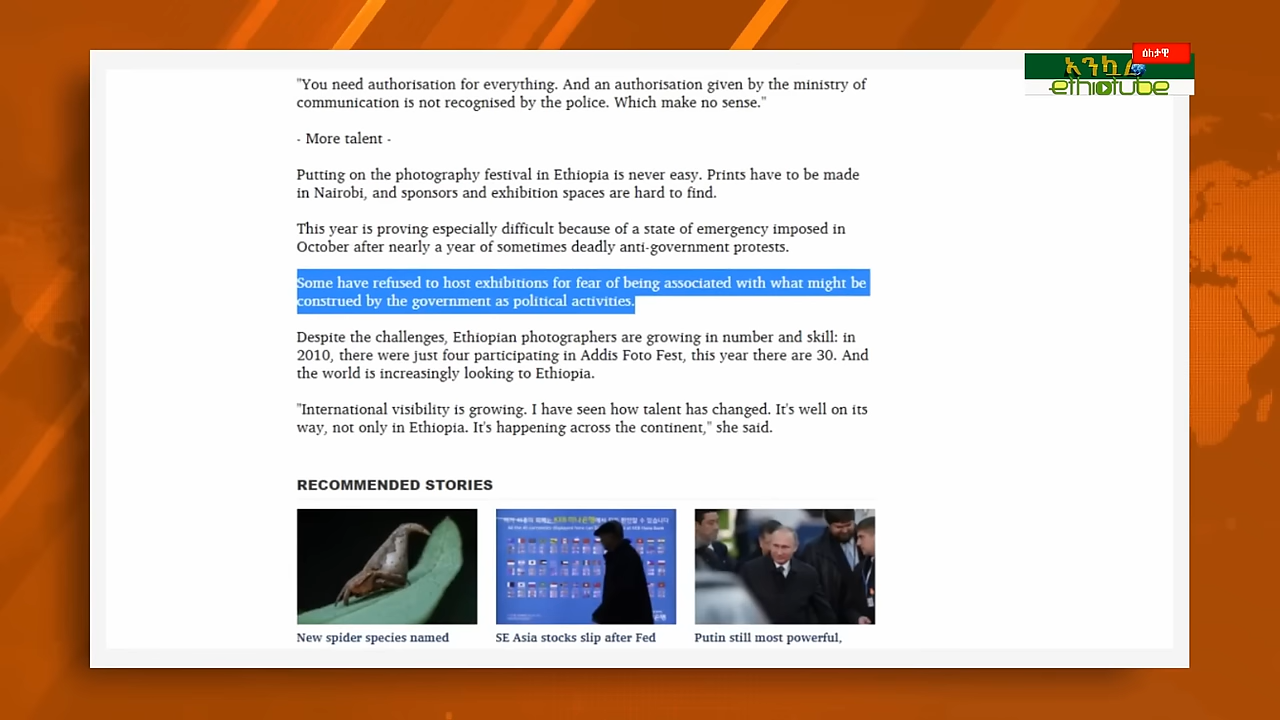 ዕለታዊ
እንኳር
ethiotube
"You need authorisation for everything. And an authorisation given by the ministry of
communication is not recognised by the police. Which make no sense."
- More talent -
Putting on the photography festival in Ethiopia is never easy. Prints have to be made
in Nairobi, and sponsors and exhibition spaces are hard to find.
This year is proving especially difficult because of a state of emergency imposed in
October after nearly a year of sometimes deadly anti-government protests.
Some have refused to host exhibitions for fear of being associated with what might be
construed by the government as political activities.
Despite the challenges, Ethiopian photographers are growing in number and skill: in
2010, there were just four participating in Addis Foto Fest, this year there are 30. And
the world is increasingly looking to Ethiopia.
"International visibility is growing. I have seen how talent has changed. It's well on its
way, not only in Ethiopia. It's happening across the continent," she said.
RECOMMENDED STORIES
New spider species named
SE Asia stocks slip after Fed
Putin still most powerful,